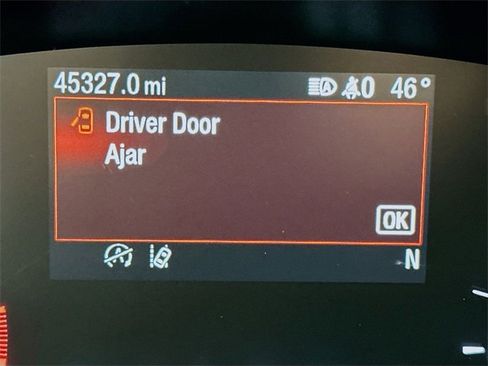 45327.0 mi A 0 46°
Driver Door
Ajar
OK
A N